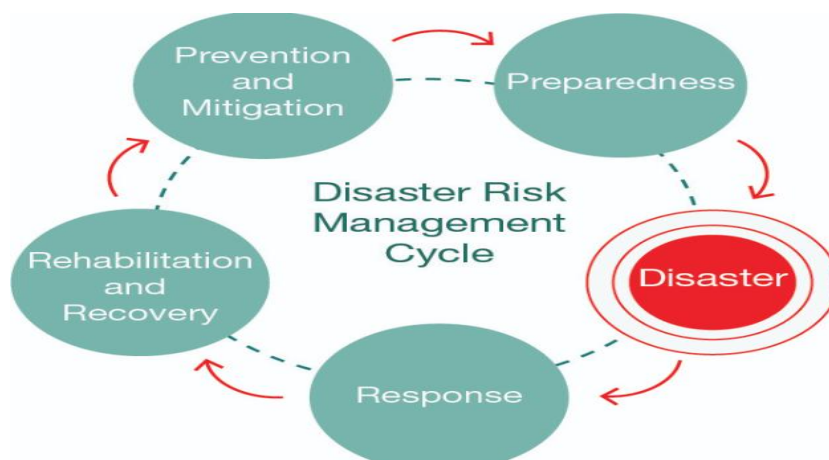 Prevention
and
Mitigation
Preparedness
Disaster Risk
Management
Cycle
Disaster
Rehabilitation
and
Recovery
Response